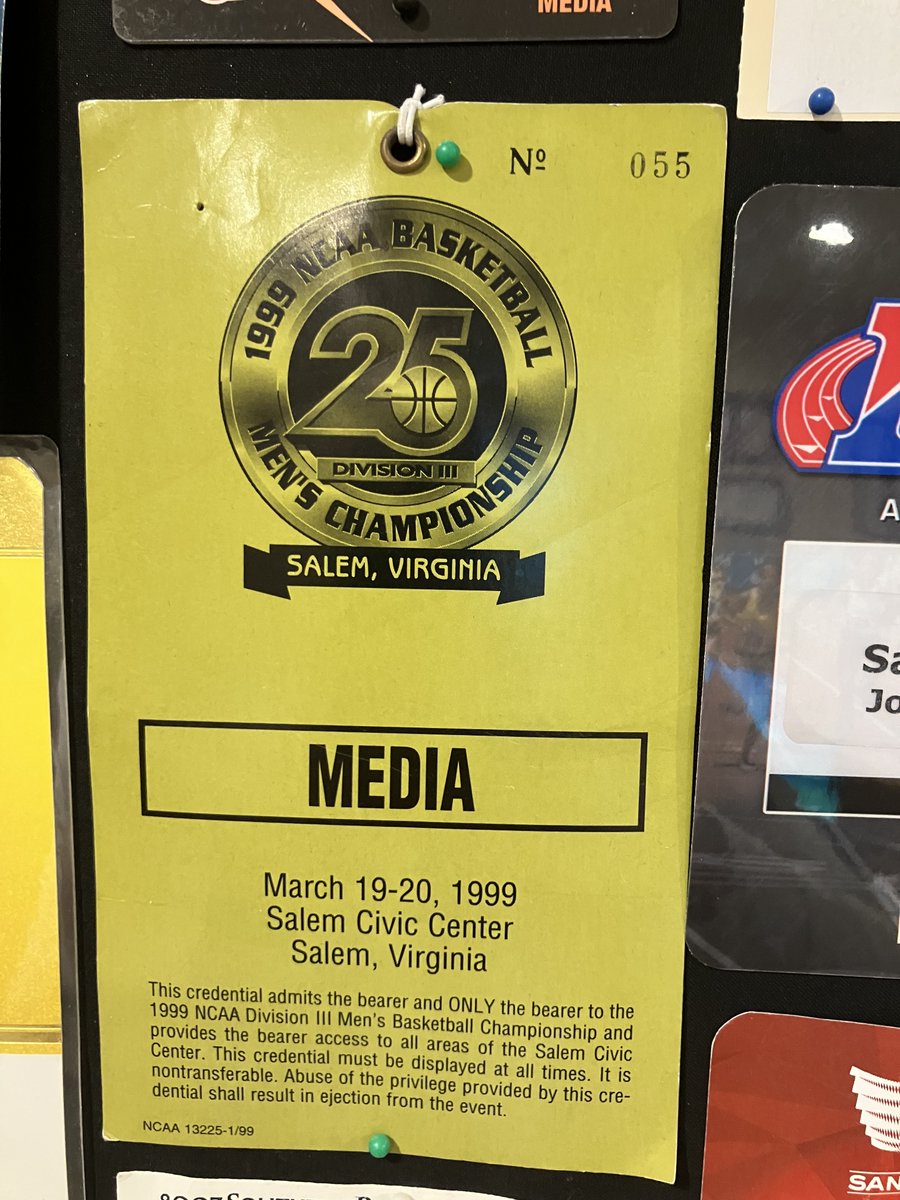 MEDIA
Nº 055
1999 NCAA BASKETBALL
25
DIVISION III
MEN'S CHAMPIONSHIP
SALEM, VIRGINIA
MEDIA
March 19-20, 1999
Salem Civic Center
Salem, Virginia
This credential admits the bearer and ONLY the bearer to the
1999 NCAA Division III Men's Basketball Championship and
provides the bearer access to all areas of the Salem Civic
Center. This credential must be displayed at all times. It is
nontransferable. Abuse of the privilege provided by this cre-
dential shall result in ejection from the event.
NCAA 13225-1/99
A
Sa
Jo
SAN